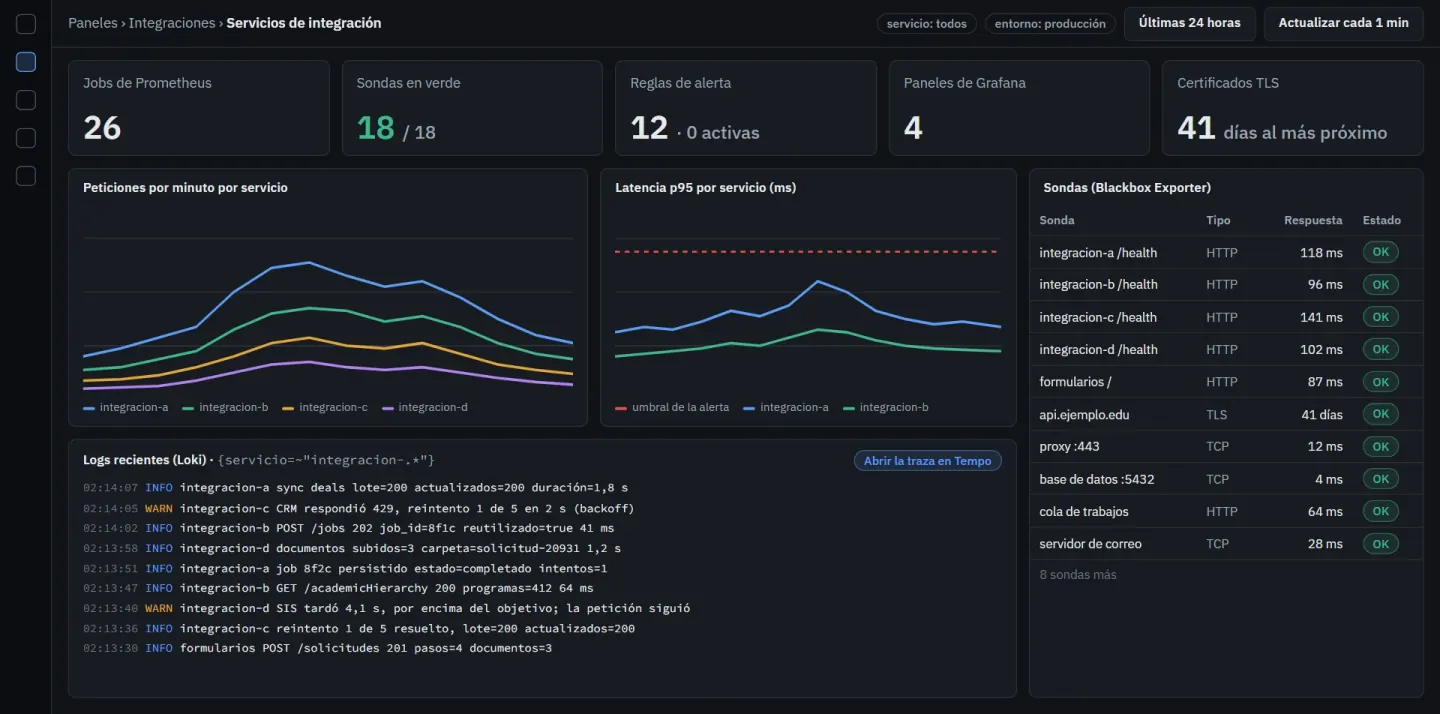 Paneles › Integraciones › Servicios de integración
servicio: todos
entorno: producción
Últimas 24 horas
Actualizar cada 1 min
Jobs de Prometheus
26
Sondas en verde
18 / 18
Reglas de alerta
12 · 0 activas
Paneles de Grafana
4
Certificados TLS
41 días al más próximo
Peticiones por minuto por servicio
integracion-a integracion-b integracion-c integracion-d
Latencia p95 por servicio (ms)
umbral de la alerta integracion-a integracion-b
Sondas (Blackbox Exporter)
Sonda Tipo Respuesta Estado
integracion-a /health HTTP 118 ms OK
integracion-b /health HTTP 96 ms OK
integracion-c /health HTTP 141 ms OK
integracion-d /health HTTP 102 ms OK
formularios / HTTP 87 ms OK
api.ejemplo.edu TLS 41 días OK
proxy :443 TCP 12 ms OK
base de datos :5432 TCP 4 ms OK
cola de trabajos HTTP 64 ms OK
servidor de correo TCP 28 ms OK
8 sondas más
Logs recientes (Loki) · {servicio=~"integracion-.*"}
Abrir la traza en Tempo
02:14:07 INFO integracion-a sync deals lote=200 actualizados=200 duración=1,8 s
02:14:05 WARN integracion-c CRM respondió 429, reintento 1 de 5 en 2 s (backoff)
02:14:02 INFO integracion-b POST /jobs 202 job_id=8f1c reutilizado=true 41 ms
02:13:58 INFO integracion-d documentos subidos=3 carpeta=solicitud-20931 1,2 s
02:13:51 INFO integracion-a job 8f2c persistido estado=completado intentos=1
02:13:47 INFO integracion-b GET /academicHierarchy 200 programas=412 64 ms
02:13:40 WARN integracion-d SIS tardó 4,1 s, por encima del objetivo; la petición siguió
02:13:36 INFO integracion-c reintento 1 de 5 resuelto, lote=200 actualizados=200
02:13:30 INFO formularios POST /solicitudes 201 pasos=4 documentos=3